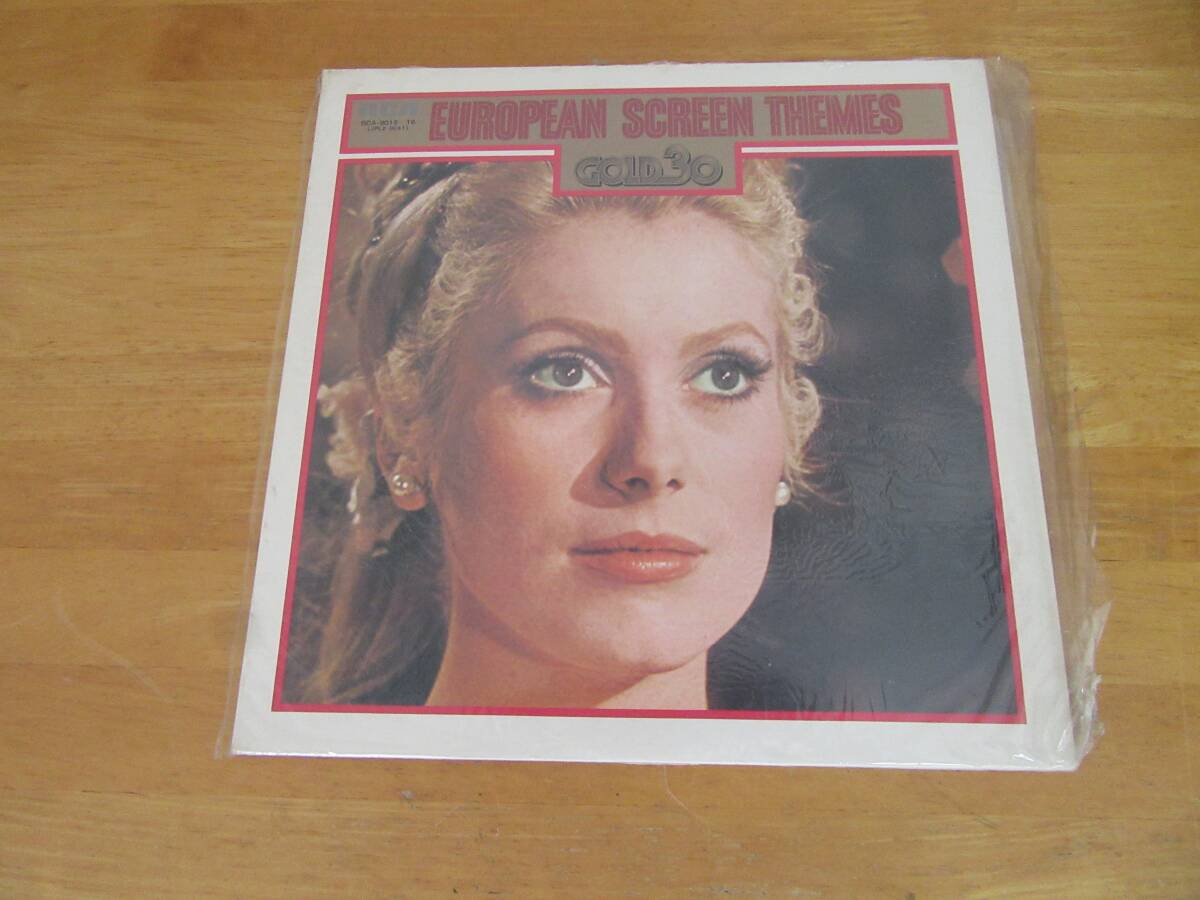 EUROPEAN SCREEN THEMES
GOLD 30